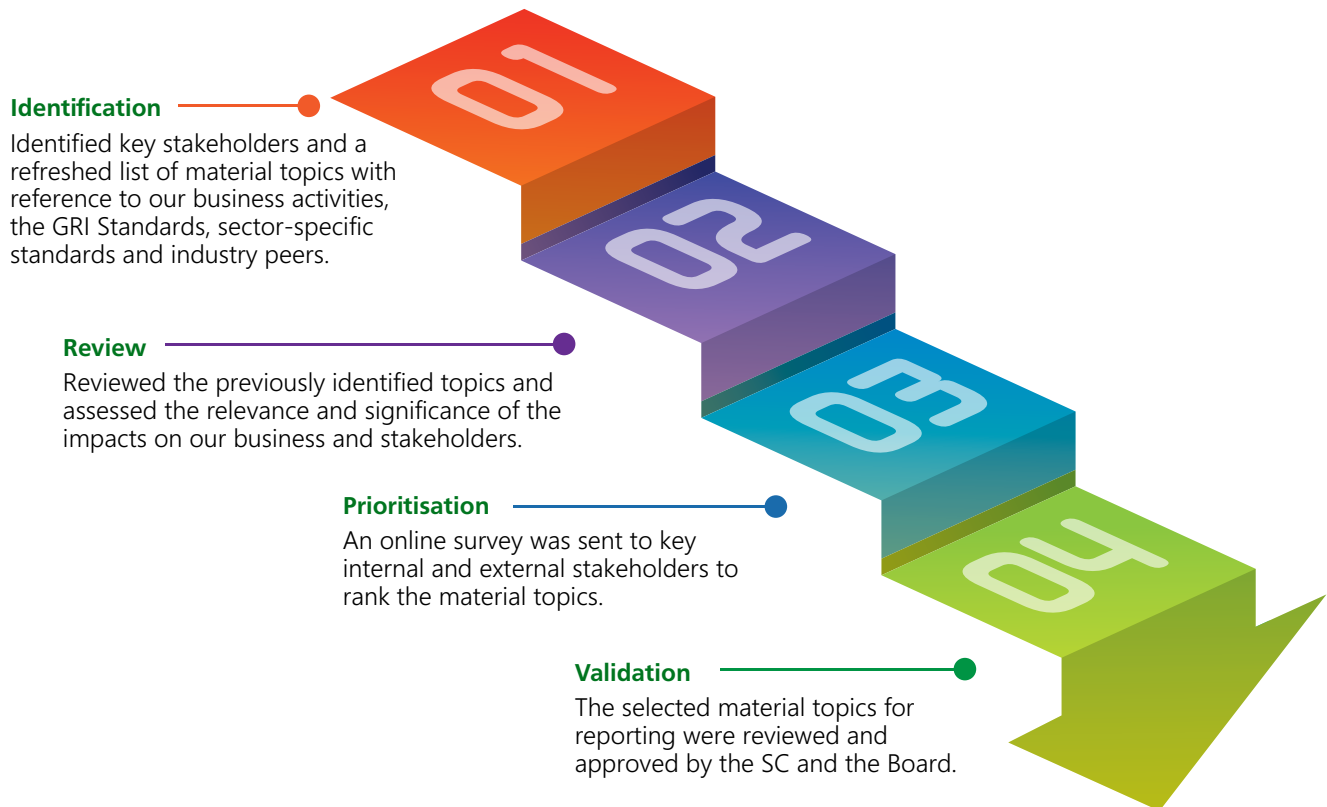 01
Identification
Identified key stakeholders and a
refreshed list of material topics with
reference to our business activities,
the GRI Standards, sector-specific
standards and industry peers.
02
Review
Reviewed the previously identified topics and
assessed the relevance and significance of the
impacts on our business and stakeholders.
03
Prioritisation
An online survey was sent to key
internal and external stakeholders to
rank the material topics.
04
Validation
The selected material topics for
reporting were reviewed and
approved by the SC and the Board.